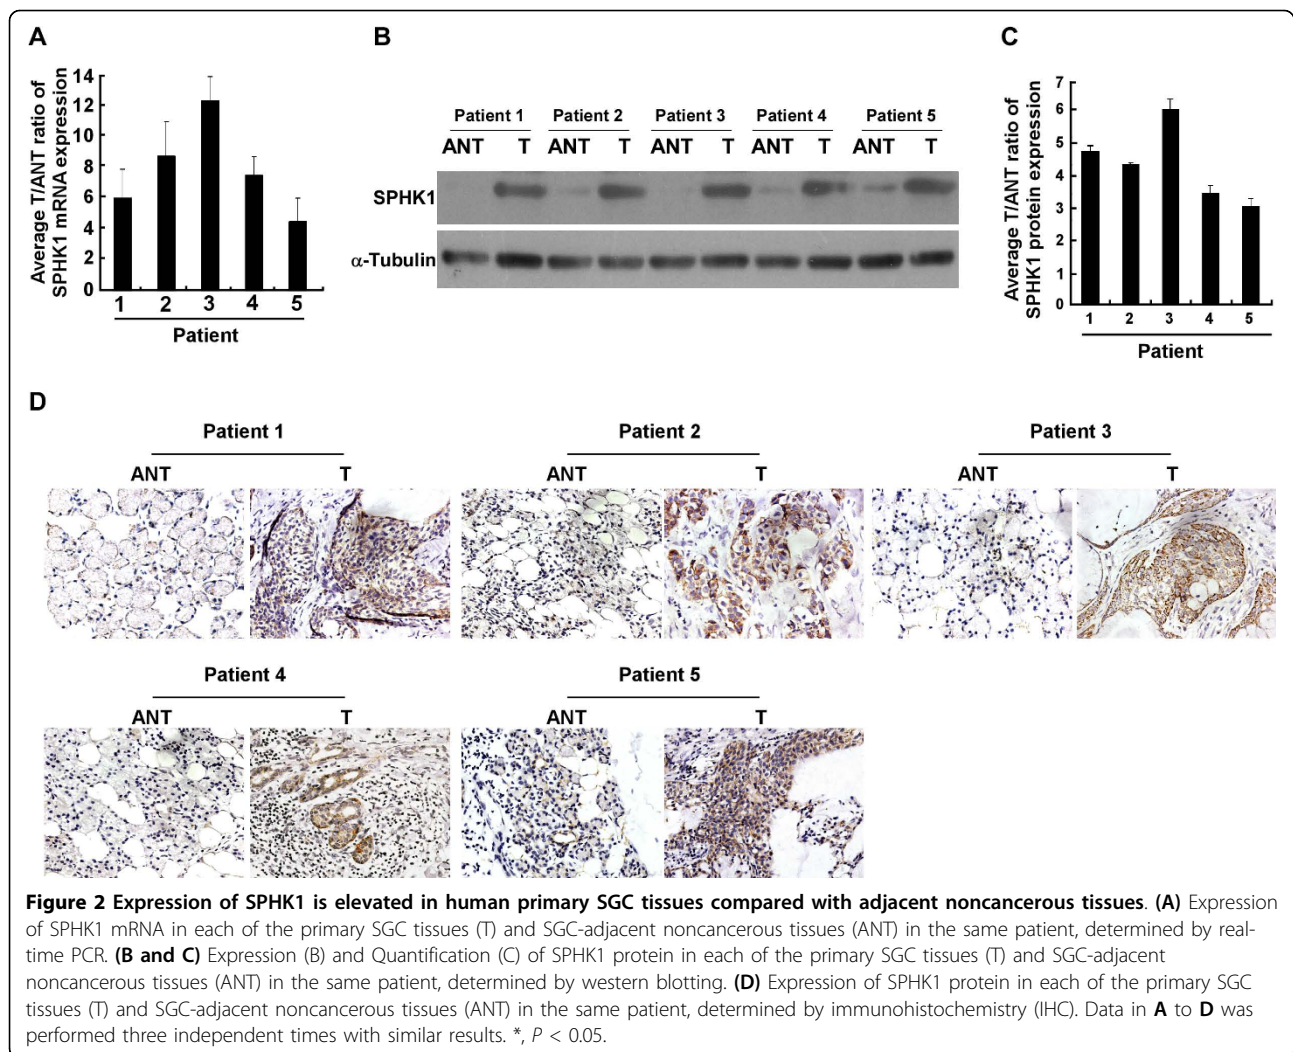 A
Average T/ANT ratio of
SPHK1 mRNA expression
14
12
10
8
6
4
2
0
1 2 3 4 5
Patient
B
Patient 1 Patient 2 Patient 3 Patient 4 Patient 5
ANT T ANT T ANT T ANT T ANT T
SPHK1
α-Tubulin
C
Average T/ANT ratio of
SPHK1 protein expression
7
6
5
4
3
2
1
0
1 2 3 4 5
Patient
D
Patient 1 Patient 2 Patient 3
ANT T ANT T ANT T
Patient 4 Patient 5
ANT T ANT T
Figure 2 Expression of SPHK1 is elevated in human primary SGC tissues compared with adjacent noncancerous tissues. (A) Expression
of SPHK1 mRNA in each of the primary SGC tissues (T) and SGC-adjacent noncancerous tissues (ANT) in the same patient, determined by real-
time PCR. (B and C) Expression (B) and Quantification (C) of SPHK1 protein in each of the primary SGC tissues (T) and SGC-adjacent
noncancerous tissues (ANT) in the same patient, determined by western blotting. (D) Expression of SPHK1 protein in each of the primary SGC
tissues (T) and SGC-adjacent noncancerous tissues (ANT) in the same patient, determined by immunohistochemistry (IHC). Data in A to D was
performed three independent times with similar results. *, P < 0.05.